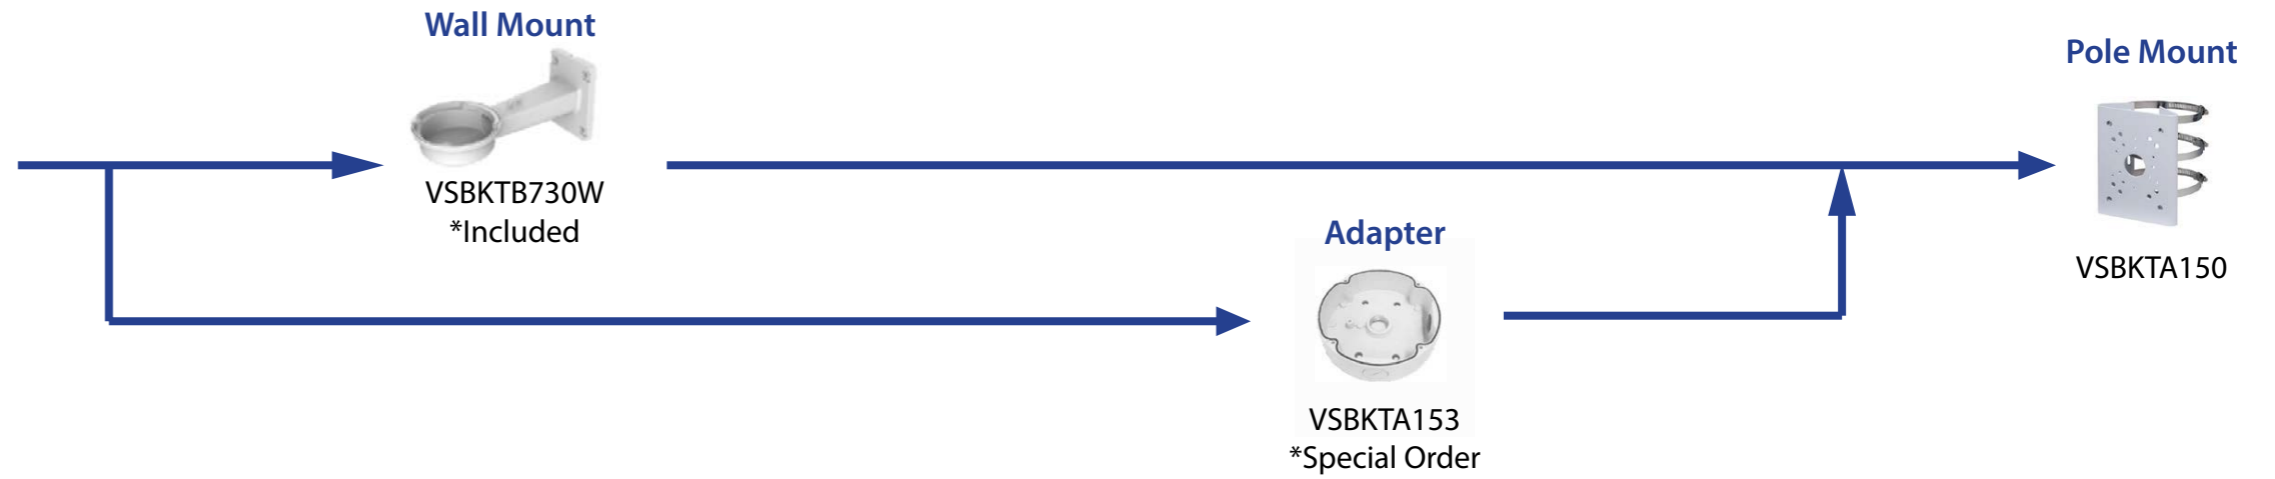 Wall Mount
VSBKTB730W
*Included
Adapter
VSBKTA153
*Special Order
Pole Mount
VSBKTA150